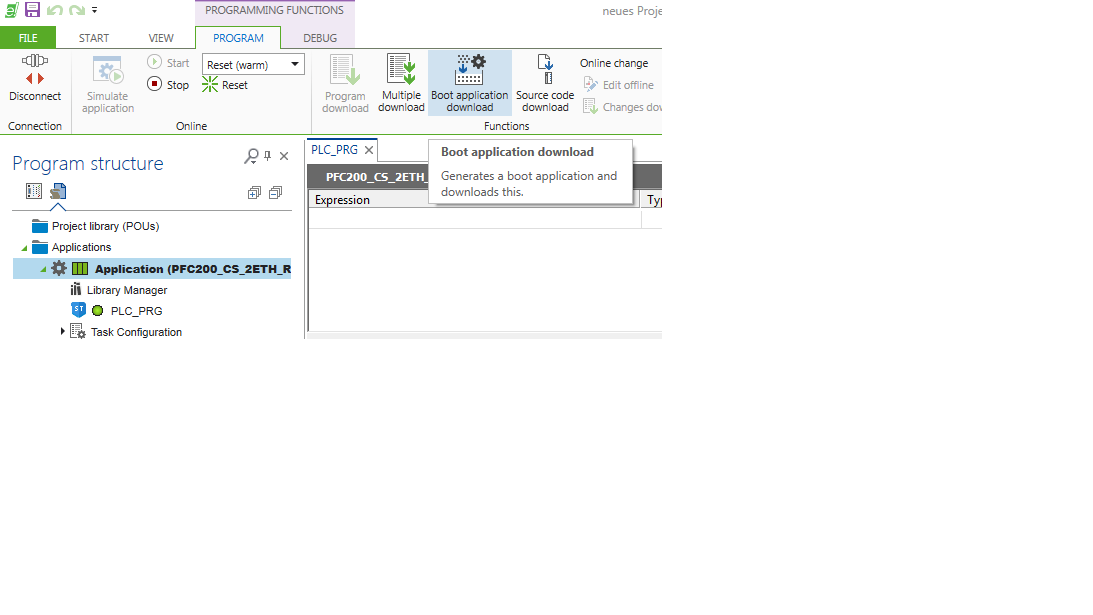 PROGRAMMING FUNCTIONS
neues Proje
FILE
START
VIEW
PROGRAM
DEBUG
Disconnect
Connection
Simulate
application
Start
Stop
Reset (warm)
Reset
Online
Program
download
Multiple
download
Boot application
download
Source code
download
Online change
Edit offline
Changes dov
Functions
Program structure
Project library (POUs)
Applications
Application (PFC200_CS_2ETH_R
Library Manager
ST
PLC_PRG
Task Configuration
PLC_PRG
PFC200_CS_2ETH_
Expression
Typ
Boot application download
Generates a boot application and
downloads this.